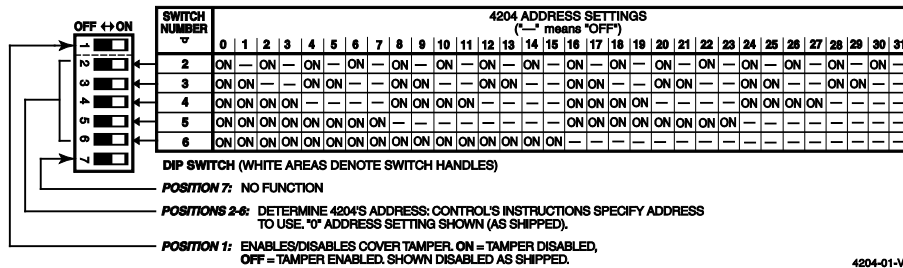 OFF ↔ ON
1
2
3
4
5
6
7
SWITCH NUMBER ▽
4204 ADDRESS SETTINGS
("—" means "OFF")
0 1 2 3 4 5 6 7 8 9 10 11 12 13 14 15 16 17 18 19 20 21 22 23 24 25 26 27 28 29 30 31
2 ON — ON — ON — ON — ON — ON — ON — ON — ON — ON — ON — ON — ON — ON — ON — ON —
3 ON ON — — ON ON — — ON ON — — ON ON — — ON ON — — ON ON — — ON ON — — ON ON — —
4 ON ON ON ON — — — — ON ON ON ON — — — — ON ON ON ON — — — — ON ON ON ON — — — —
5 ON ON ON ON ON ON ON ON — — — — — — — — ON ON ON ON ON ON ON ON — — — — — — — —
6 ON ON ON ON ON ON ON ON ON ON ON ON ON ON ON ON — — — — — — — — — — — — — — — —
DIP SWITCH (WHITE AREAS DENOTE SWITCH HANDLES)
POSITION 7: NO FUNCTION
POSITIONS 2-6: DETERMINE 4204'S ADDRESS: CONTROL'S INSTRUCTIONS SPECIFY ADDRESS
TO USE. "0" ADDRESS SETTING SHOWN (AS SHIPPED).
POSITION 1: ENABLES/DISABLES COVER TAMPER. ON = TAMPER DISABLED,
OFF = TAMPER ENABLED. SHOWN DISABLED AS SHIPPED.
4204-01-V